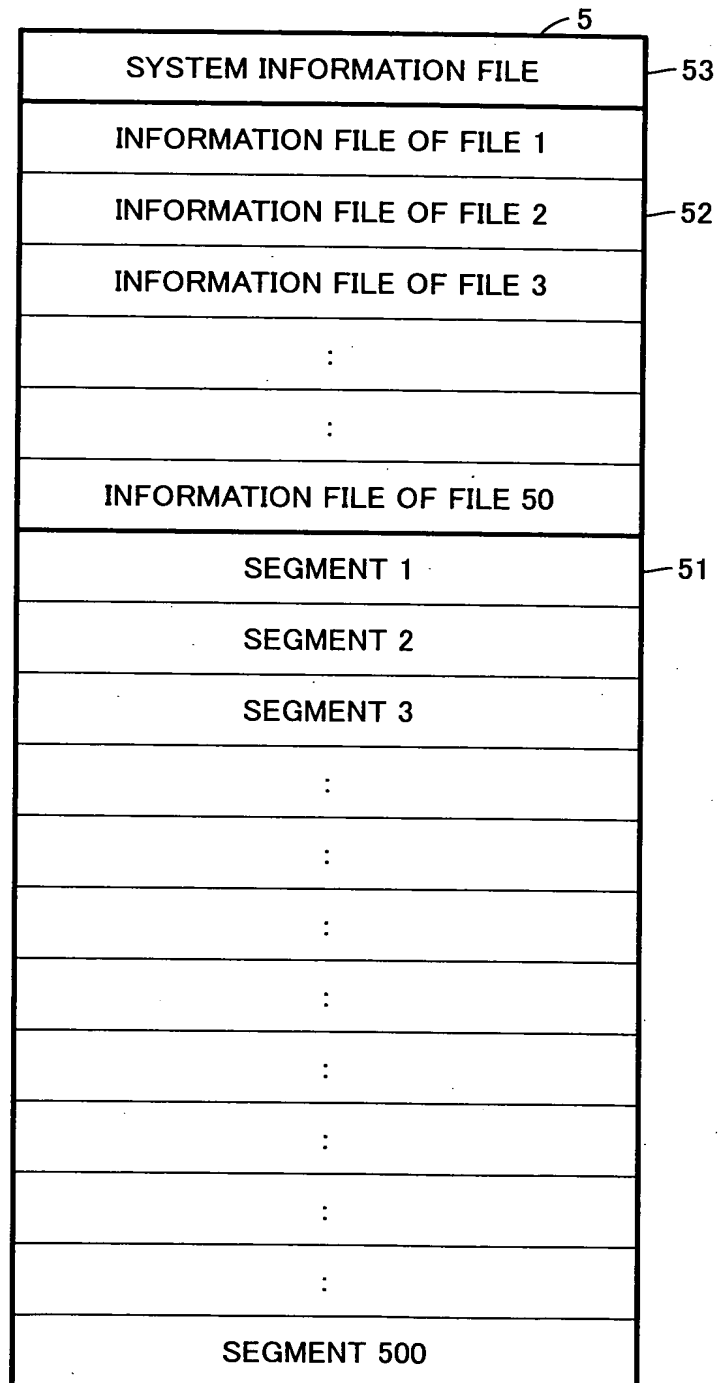 5
SYSTEM INFORMATION FILE 53
INFORMATION FILE OF FILE 1
INFORMATION FILE OF FILE 2 52
INFORMATION FILE OF FILE 3
:
:
INFORMATION FILE OF FILE 50
SEGMENT 1 51
SEGMENT 2
SEGMENT 3
:
:
:
:
:
:
:
:
SEGMENT 500